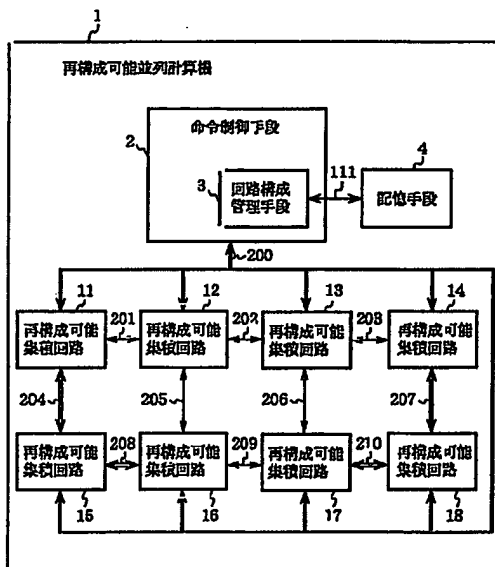 1
再構成可能並列計算機
命令制御手段
2
3
回路構成
管理手段
111
4
記憶手段
200
11
12
13
14
再構成可能
集積回路
201
再構成可能
集積回路
202
再構成可能
集積回路
203
再構成可能
集積回路
204
205
206
207
再構成可能
集積回路
208
再構成可能
集積回路
209
再構成可能
集積回路
210
再構成可能
集積回路
15
16
17
18